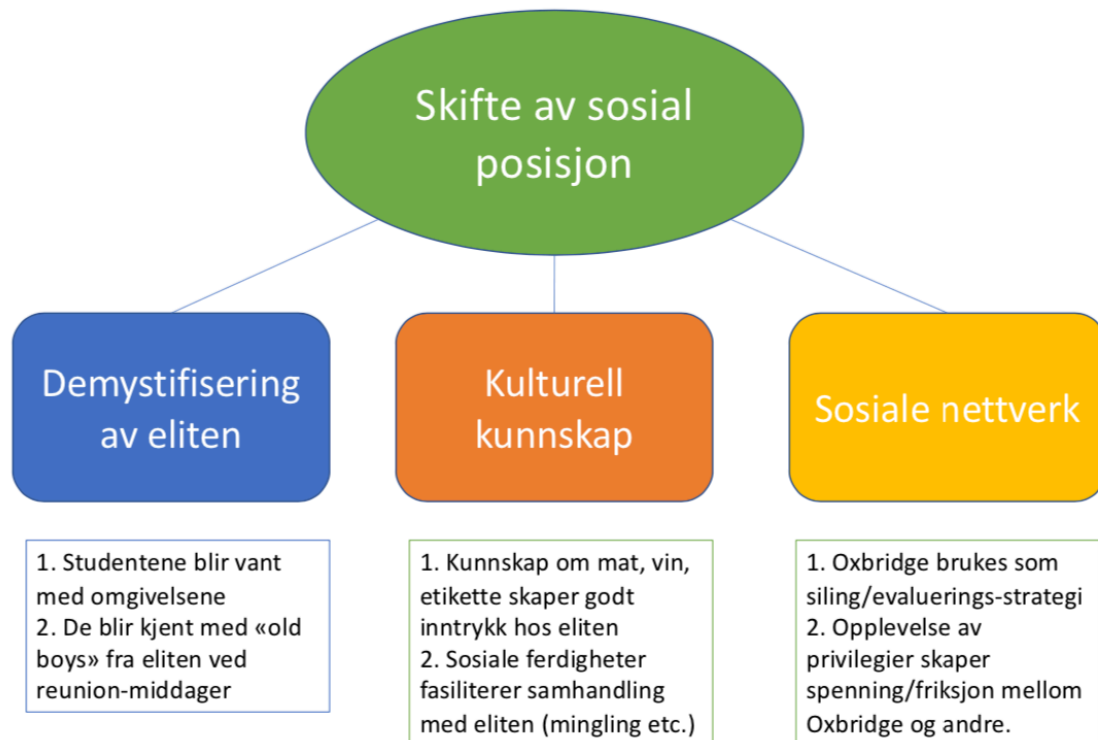 Skifte av sosial
posisjon
Demystifisering
av eliten
Kulturell
kunnskap
Sosiale nettverk
1. Studentene blir vant
med omgivelsene
2. De blir kjent med «old
boys» fra eliten ved
reunion-middager
1. Kunnskap om mat, vin,
etikette skaper godt
inntrykk hos eliten
2. Sosiale ferdigheter
fasiliterer samhandling
med eliten (mingling etc.)
1. Oxbridge brukes som
siling/evaluerings-strategi
2. Opplevelse av
privilegier skaper
spenning/friksjon mellom
Oxbridge og andre.